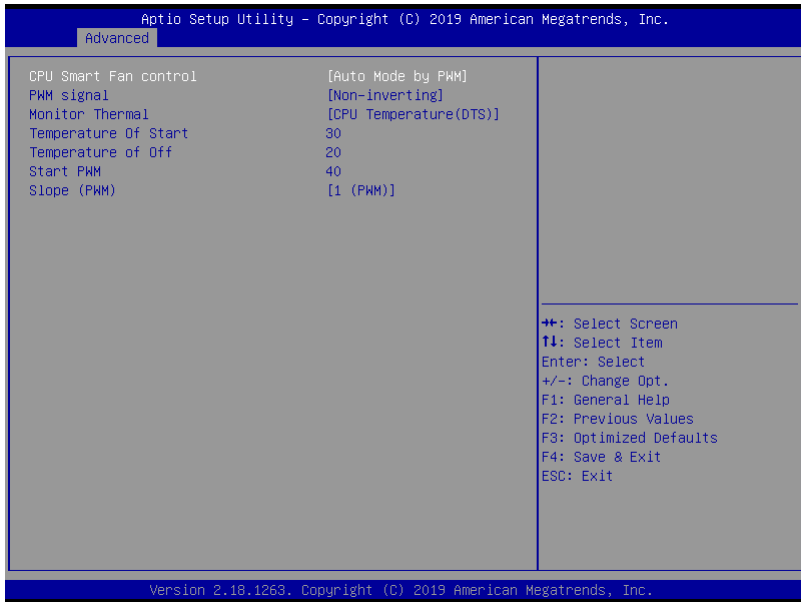 Aptio Setup Utility – Copyright (C) 2019 American Megatrends, Inc.
Advanced
CPU Smart Fan control [Auto Mode by PWM]
PWM signal [Non-inverting]
Monitor Thermal [CPU Temperature(DTS)]
Temperature Of Start 30
Temperature of Off 20
Start PWM 40
Slope (PWM) [1 (PWM)]
→←: Select Screen
↑↓: Select Item
Enter: Select
+/-: Change Opt.
F1: General Help
F2: Previous Values
F3: Optimized Defaults
F4: Save & Exit
ESC: Exit
Version 2.18.1263. Copyright (C) 2019 American Megatrends, Inc.